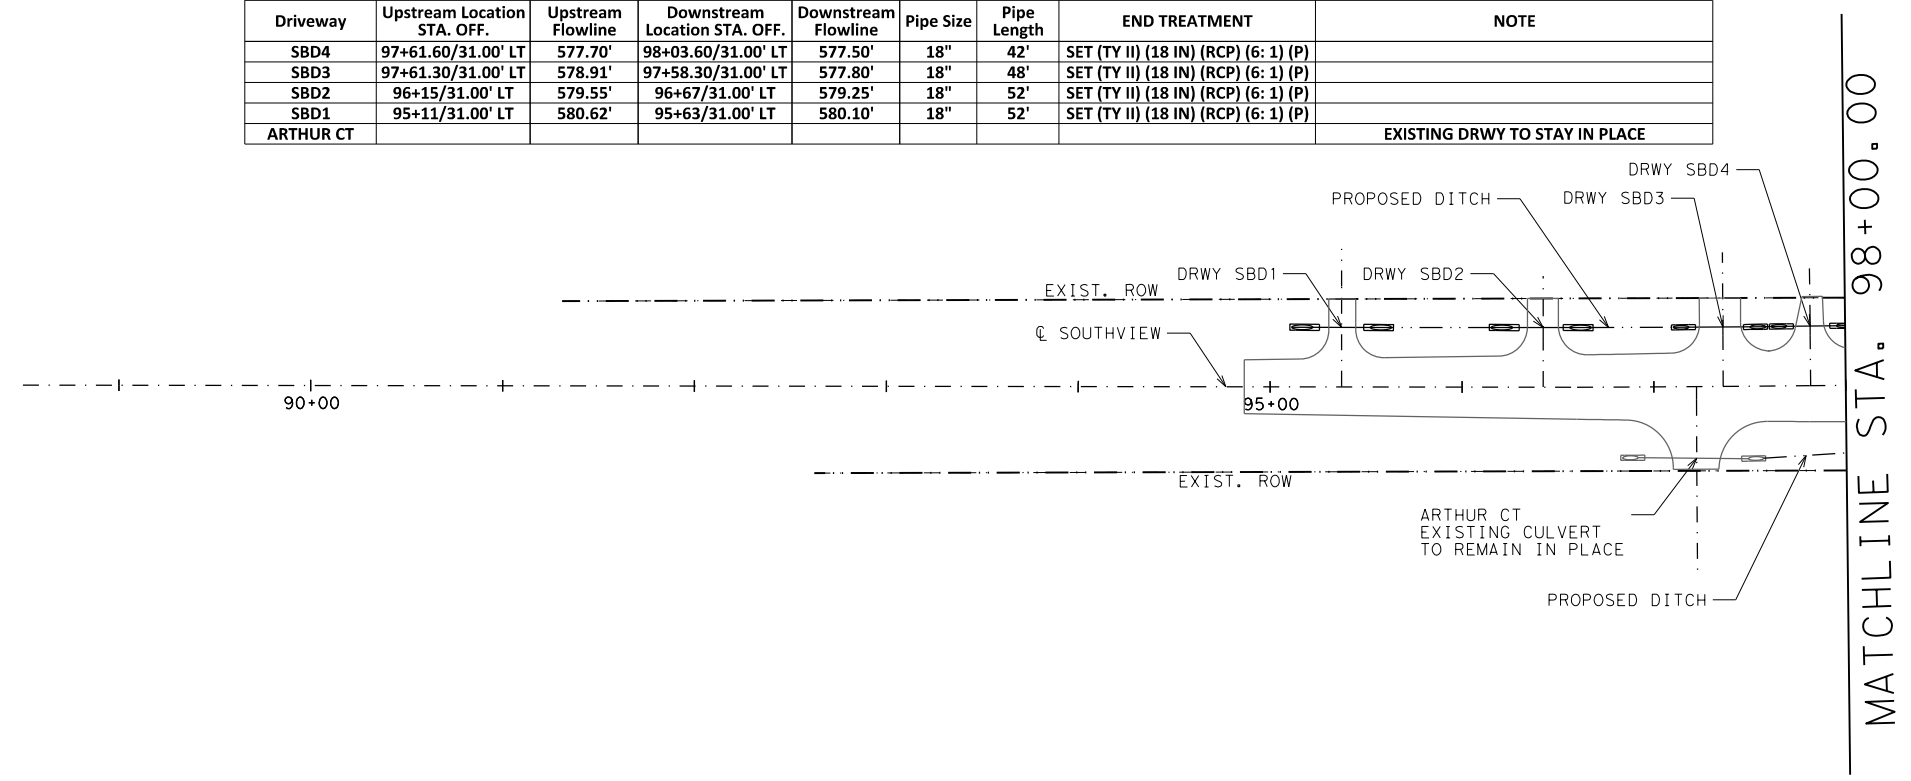 Driveway Upstream Location STA. OFF. Upstream Flowline Downstream Location STA. OFF. Downstream Flowline Pipe Size Pipe Length END TREATMENT NOTE
SBD4 97+61.60/31.00' LT 577.70' 98+03.60/31.00' LT 577.50' 18" 42' SET (TY II) (18 IN) (RCP) (6: 1) (P)
SBD3 97+61.30/31.00' LT 578.91' 97+58.30/31.00' LT 577.80' 18" 48' SET (TY II) (18 IN) (RCP) (6: 1) (P)
SBD2 96+15/31.00' LT 579.55' 96+67/31.00' LT 579.25' 18" 52' SET (TY II) (18 IN) (RCP) (6: 1) (P)
SBD1 95+11/31.00' LT 580.62' 95+63/31.00' LT 580.10' 18" 52' SET (TY II) (18 IN) (RCP) (6: 1) (P)
ARTHUR CT EXISTING DRWY TO STAY IN PLACE
DRWY SBD4
PROPOSED DITCH
DRWY SBD3
DRWY SBD1
DRWY SBD2
EXIST. ROW
℄ SOUTHVIEW
90+00
95+00
EXIST. ROW
ARTHUR CT
EXISTING CULVERT
TO REMAIN IN PLACE
PROPOSED DITCH
MATCHLINE STA. 98+00.00